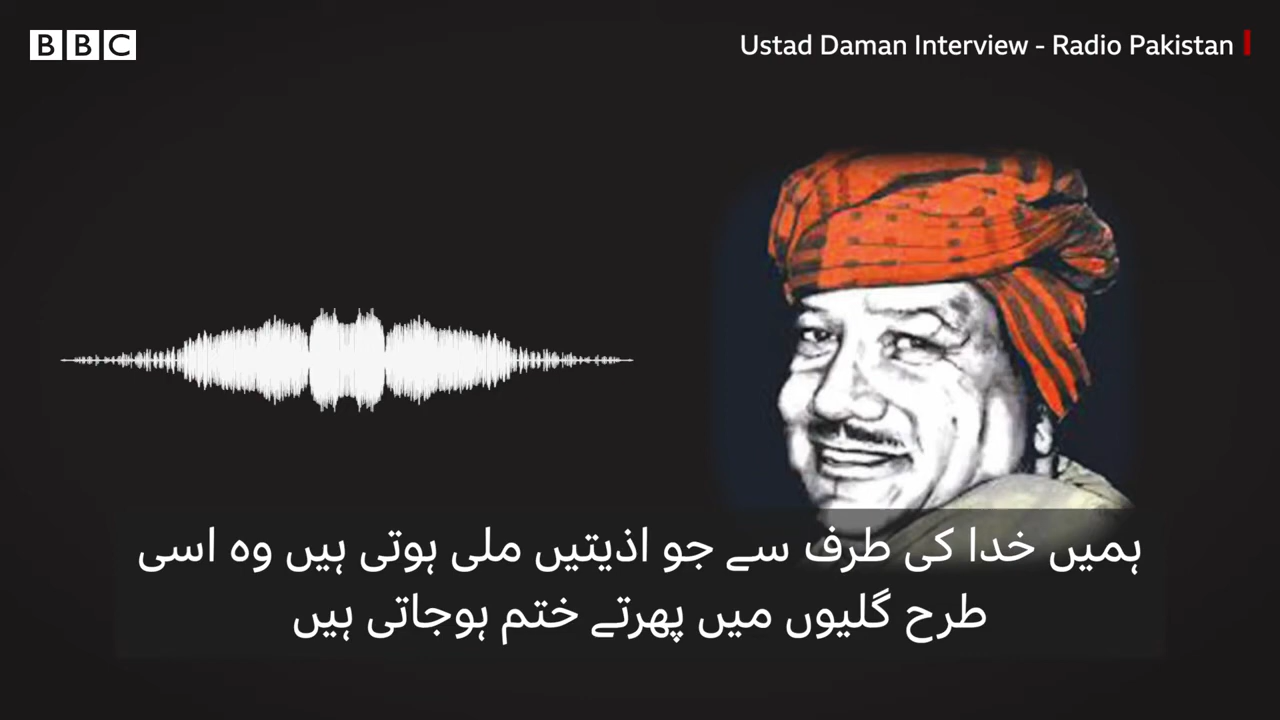 BBC
Ustad Daman Interview - Radio Pakistan
ہمیں خدا کی طرف سے جو اذیتیں ملی ہوتی ہیں وہ اسی
طرح گلیوں میں پھرتے ختم ہوجاتی ہیں